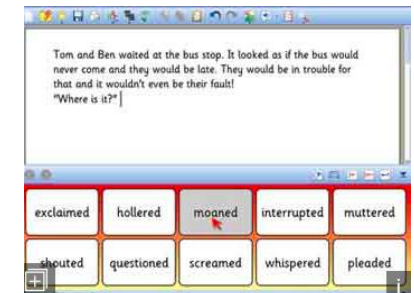 Tom and Ben waited at the bus stop. It looked as if the bus would
never come and they would be late. They would be in trouble for
that and it wouldn't even be their fault!
"Where is it?"
exclaimed hollered moaned interrupted muttered
shouted questioned screamed whispered pleaded